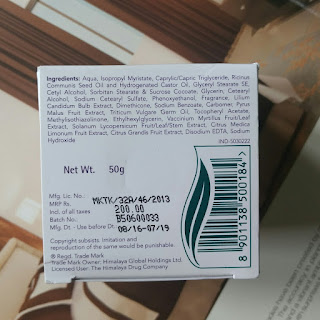 Ingredients: Aqua, Isopropyl Myristate, Caprylic/Capric Triglyceride, Ricinus
Communis Seed Oil and Hydrogenated Castor Oil, Glyceryl Stearate SE,
Cetyl Alcohol, Sorbitan Stearate & Sucrose Cocoate, Glycerin, Cetearyl
Alcohol, Sodium Cetearyl Sulfate, Phenoxyethanol, Fragrance, Lilium
Candidum Bulb Extract, Dimethicone, Sodium Benzoate, Carbomer, Pyrus
Malus Fruit Extract, Triticum Vulgare Germ Oil, Tocopheryl Acetate,
Methylisothiazolinone, Ethylhexylglycerin, Vaccinium Myrtillus Fruit/Leaf
Extract, Solanum Lycopersicum Fruit/Leaf/Stem Extract, Citrus Medica
Limonum Fruit Extract, Citrus Grandis Fruit Extract, Disodium EDTA, Sodium
Hydroxide
IND-5030222
Net Wt. 50g
Mfg. Lic. No. MKTK/32A/46/2013
MRP Rs. 200.00
Incl. of all taxes
Batch No. B50600033
Mfg. Dt - Use before Dt. 08/16-07/19
Copyright subsists. Imitation and
reproduction of the same would be punishable.
® Regd. Trade Mark
Trade Mark Owner, Himalaya Global Holdings Ltd.
Licensed User: The Himalaya Drug Company
8 901138 500184